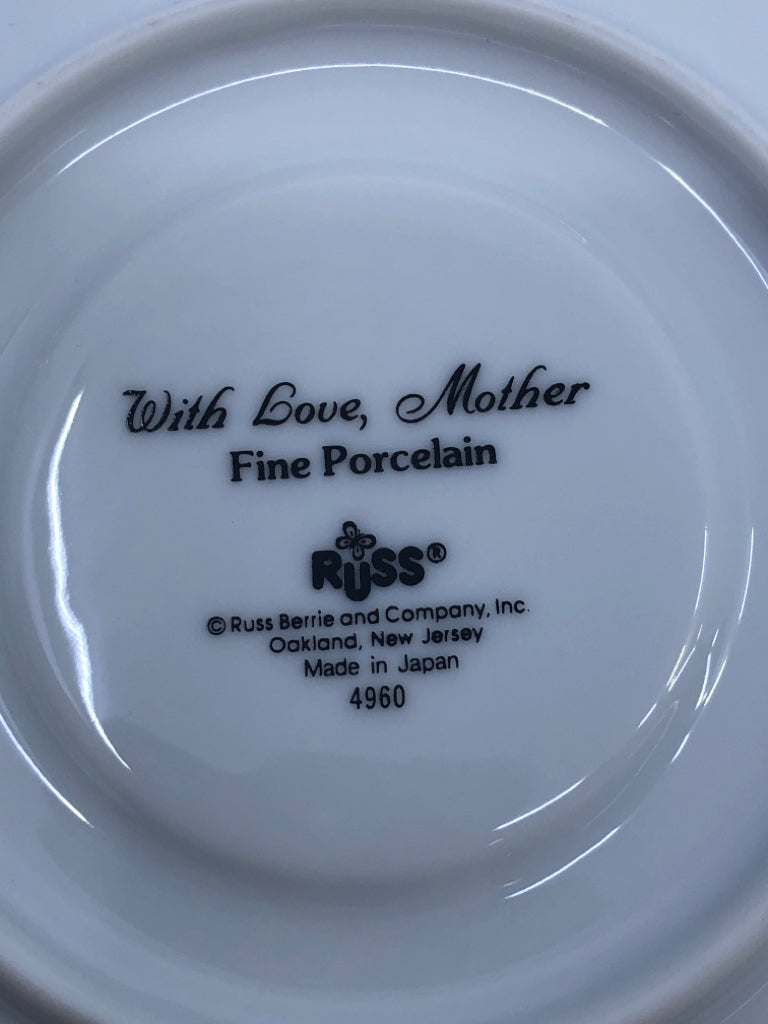 With Love, Mother
Fine Porcelain
RUSS®
© Russ Berrie and Company, Inc.
Oakland, New Jersey
Made in Japan
4960